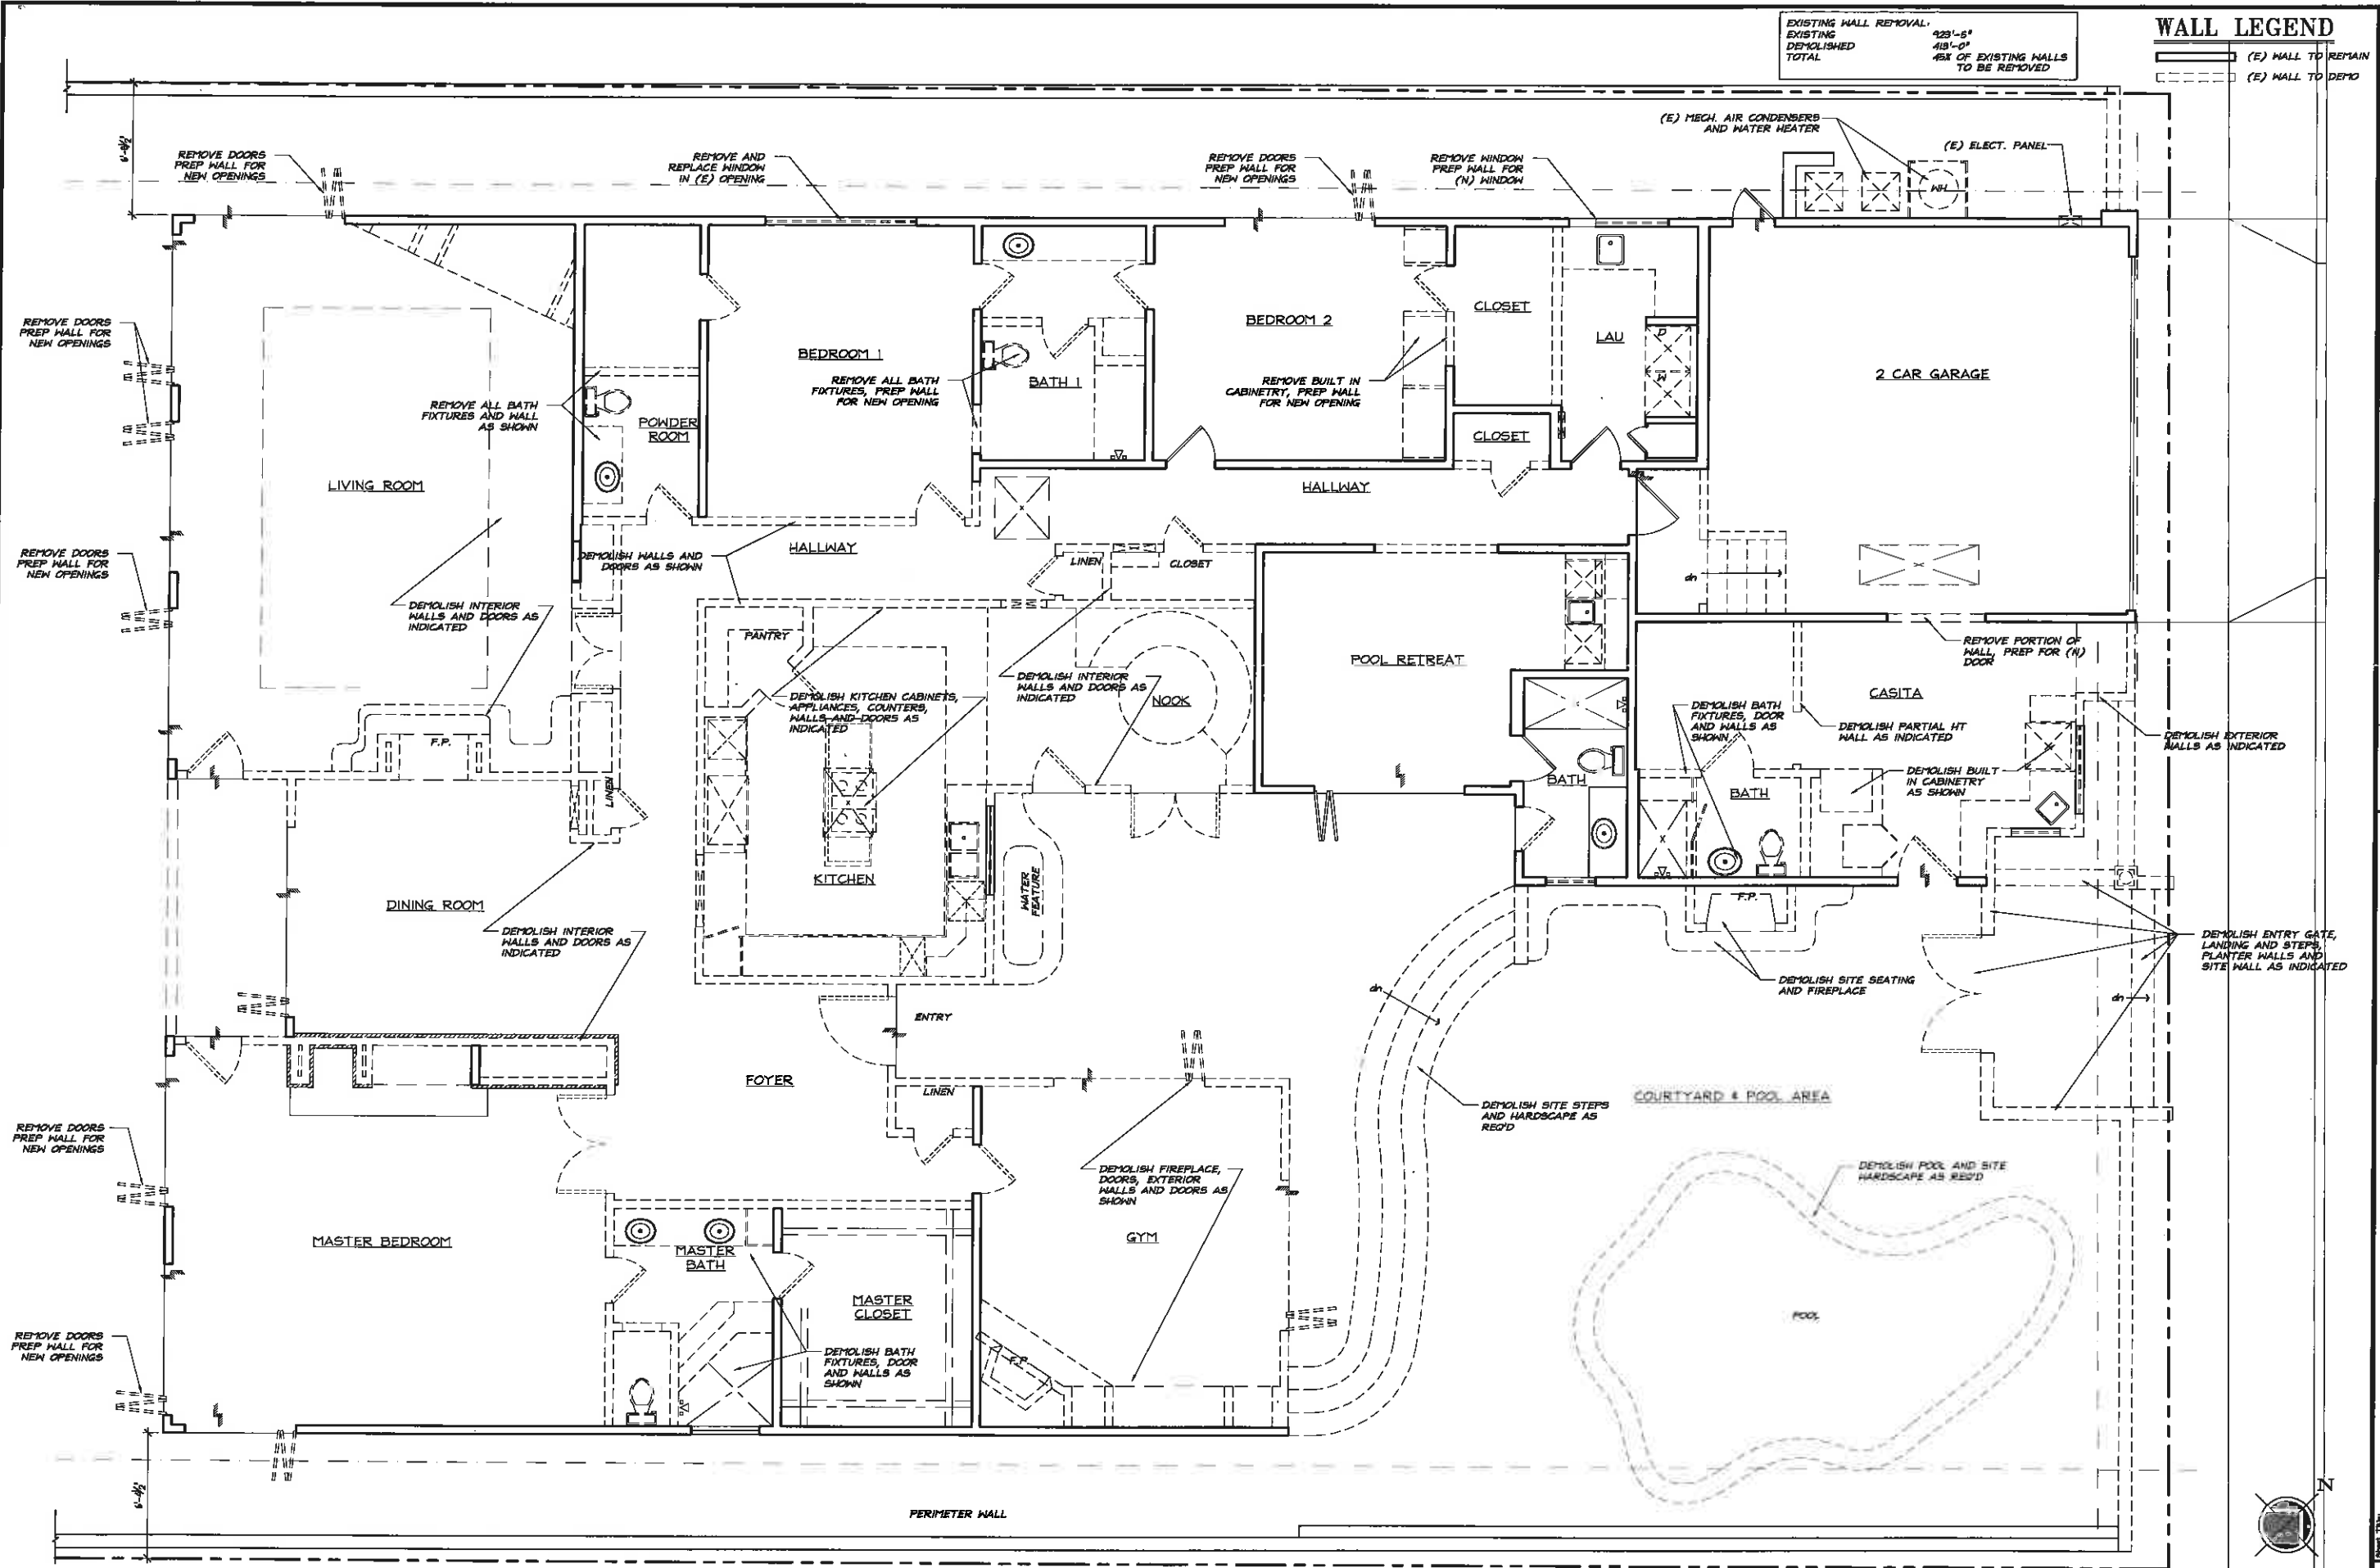 EXISTING WALL REMOVAL:
EXISTING 923'-5"
DEMOLISHED 419'-0"
TOTAL 45% OF EXISTING WALLS
TO BE REMOVED
WALL LEGEND
(E) WALL TO REMAIN
(E) WALL TO DEMO
(E) MECH. AIR CONDENSERS
AND WATER HEATER
(E) ELECT. PANEL
WH
REMOVE DOORS
PREP WALL FOR
NEW OPENINGS
REMOVE AND
REPLACE WINDOW
IN (E) OPENING
REMOVE DOORS
PREP WALL FOR
NEW OPENINGS
REMOVE WINDOW
PREP WALL FOR
(N) WINDOW
REMOVE DOORS
PREP WALL FOR
NEW OPENINGS
REMOVE ALL BATH
FIXTURES AND WALL
AS SHOWN
POWDER
ROOM
BEDROOM 1
REMOVE ALL BATH
FIXTURES, PREP WALL
FOR NEW OPENING
BATH 1
BEDROOM 2
REMOVE BUILT IN
CABINETRY, PREP WALL
FOR NEW OPENING
CLOSET
LAU
D
W
CLOSET
2 CAR GARAGE
LIVING ROOM
HALLWAY
HALLWAY
REMOVE DOORS
PREP WALL FOR
NEW OPENINGS
DEMOLISH WALLS AND
DOORS AS SHOWN
LINEN
CLOSET
dn
DEMOLISH INTERIOR
WALLS AND DOORS AS
INDICATED
PANTRY
DEMOLISH KITCHEN CABINETS,
APPLIANCES, COUNTERS,
WALLS AND DOORS AS
INDICATED
DEMOLISH INTERIOR
WALLS AND DOORS AS
INDICATED
NOOK
POOL RETREAT
REMOVE PORTION OF
WALL, PREP FOR (N)
DOOR
CASITA
DEMOLISH BATH
FIXTURES, DOOR
AND WALLS AS
SHOWN
DEMOLISH PARTIAL HT
WALL AS INDICATED
DEMOLISH EXTERIOR
WALLS AS INDICATED
DEMOLISH BUILT
IN CABINETRY
AS SHOWN
F.P.
LINEN
BATH
BATH
KITCHEN
WATER
FEATURE
DINING ROOM
F.P.
DEMOLISH INTERIOR
WALLS AND DOORS AS
INDICATED
DEMOLISH ENTRY GATE,
LANDING AND STEPS,
PLANTER WALLS AND
SITE WALL AS INDICATED
DEMOLISH SITE SEATING
AND FIREPLACE
dn
dn
ENTRY
FOYER
LINEN
COURTYARD & POOL AREA
DEMOLISH SITE STEPS
AND HARDSCAPE AS
REQ'D
REMOVE DOORS
PREP WALL FOR
NEW OPENINGS
DEMOLISH FIREPLACE,
DOORS, EXTERIOR
WALLS AND DOORS AS
SHOWN
DEMOLISH POOL AND SITE
HARDSCAPE AS REQ'D
MASTER BEDROOM
MASTER
BATH
GYM
MASTER
CLOSET
POOL
REMOVE DOORS
PREP WALL FOR
NEW OPENINGS
DEMOLISH BATH
FIXTURES, DOOR
AND WALLS AS
SHOWN
F.P.
PERIMETER WALL
N